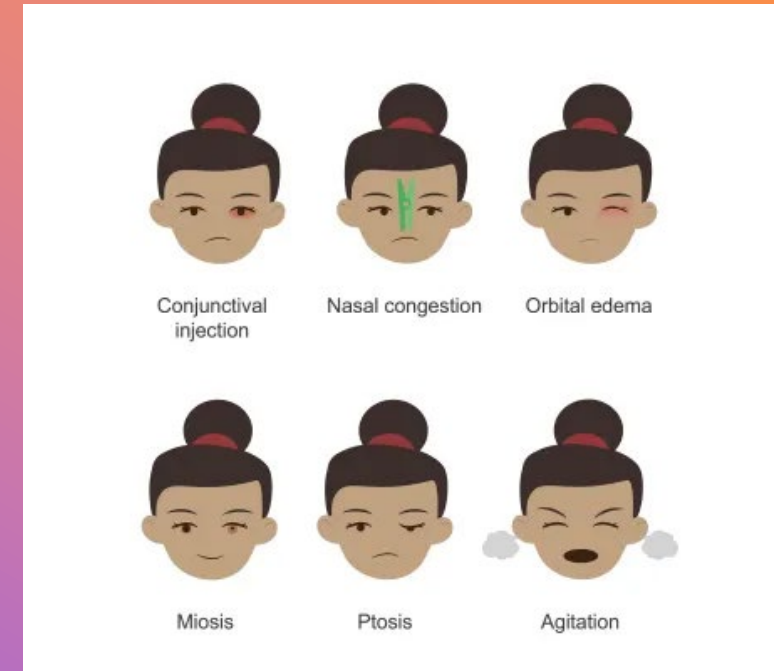 Conjunctival
injection
Nasal congestion
Orbital edema
Miosis
Ptosis
Agitation